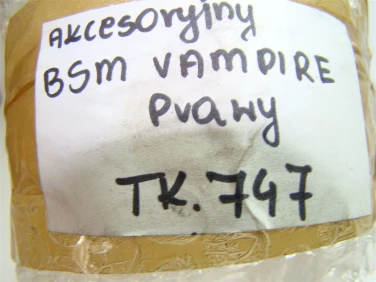 AKCESORYJNY
BSM VAMPIRE
PRAWY
TK.747